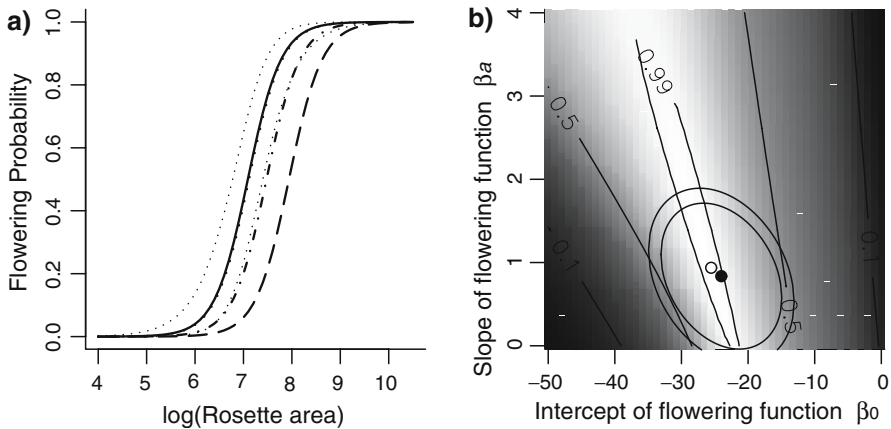 a)
Flowering Probability
1.0
0.8
0.6
0.4
0.2
0.0
4 5 6 7 8 9 10
log(Rosette area)
b)
Slope of flowering function βa
4
3
2
1
0
0.99
0.5
0.1
0.5
0.1
−50 −40 −30 −20 −10 0
Intercept of flowering function β0